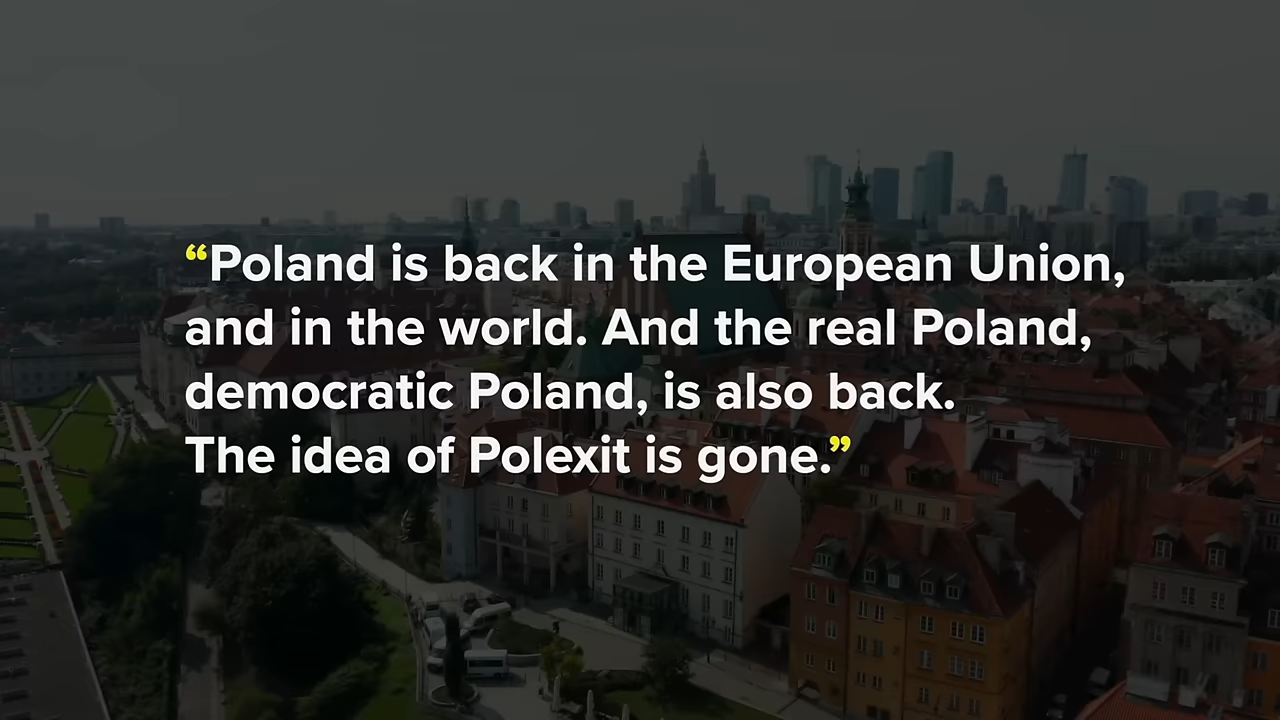 “Poland is back in the European Union,
and in the world. And the real Poland,
democratic Poland, is also back.
The idea of Polexit is gone.”